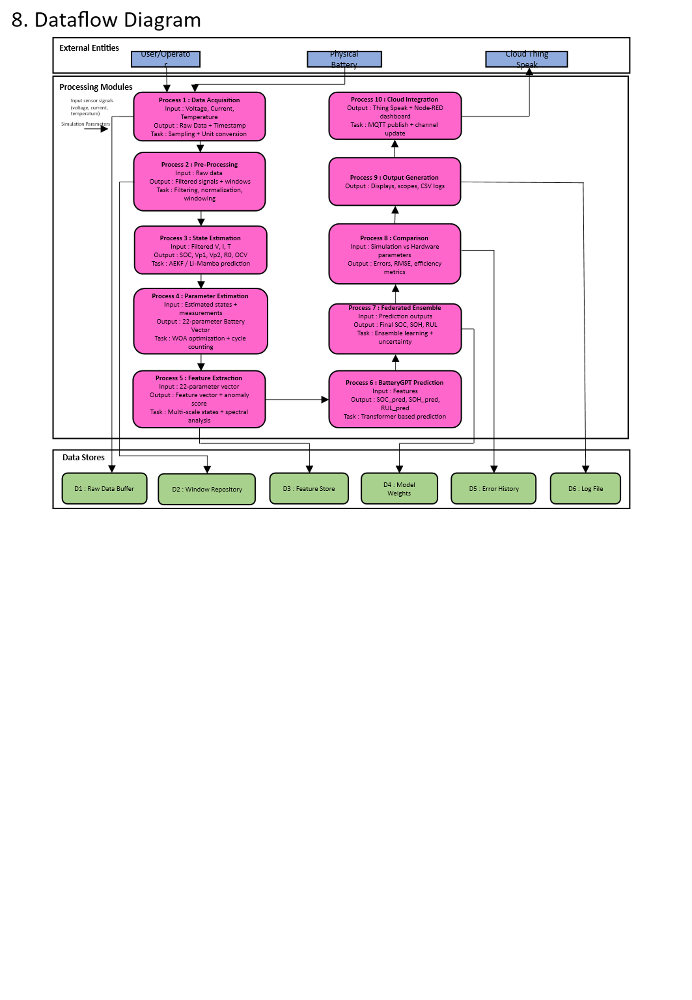 8. Dataflow Diagram
External Entities
User/Operato
r
Physical
Battery
Cloud Thing
Speak
Processing Modules
Input sensor signals
(voltage, current,
temperature)
Simulation Parameters
Process 1 : Data Acquisition
Input : Voltage, Current,
Temperature
Output : Raw Data + Timestamp
Task : Sampling + Unit conversion
Process 2 : Pre-Processing
Input : Raw data
Output : Filtered signals + windows
Task : Filtering, normalization,
windowing
Process 3 : State Estimation
Input : Filtered V, I, T
Output : SOC, Vp1, Vp2, R0, OCV
Task : AEKF / Li-Mamba prediction
Process 4 : Parameter Estimation
Input : Estimated states +
measurements
Output : 22-parameter Battery
Vector
Task : WOA optimization + cycle
counting
Process 5 : Feature Extraction
Input : 22-parameter vector
Output : Feature vector + anomaly
score
Task : Multi-scale states + spectral
analysis
Process 10 : Cloud Integration
Output : Thing Speak + Node-RED
dashboard
Task : MQTT publish + channel
update
Process 9 : Output Generation
Output : Displays, scopes, CSV logs
Process 8 : Comparison
Input : Simulation vs Hardware
parameters
Output : Errors, RMSE, efficiency
metrics
Process 7 : Federated Ensemble
Input : Prediction outputs
Output : Final SOC, SOH, RUL
Task : Ensemble learning +
uncertainty
Process 6 : BatteryGPT Prediction
Input : Features
Output : SOC_pred, SOH_pred,
RUL_pred
Task : Transformer based prediction
Data Stores
D1 : Raw Data Buffer
D2 : Window Repository
D3 : Feature Store
D4 : Model
Weights
D5 : Error History
D6 : Log File